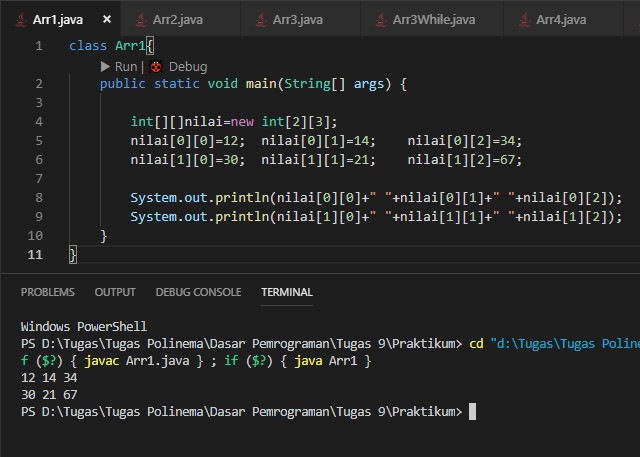 Arr1.java × Arr2.java Arr3.java Arr3While.java Arr4.java
1 class Arr1{
Run | Debug
2 public static void main(String[] args) {
3
4 int[][]nilai=new int[2][3];
5 nilai[0][0]=12; nilai[0][1]=14; nilai[0][2]=34;
6 nilai[1][0]=30; nilai[1][1]=21; nilai[1][2]=67;
7
8 System.out.println(nilai[0][0]+" "+nilai[0][1]+" "+nilai[0][2]);
9 System.out.println(nilai[1][0]+" "+nilai[1][1]+" "+nilai[1][2]);
10 }
11 }
PROBLEMS OUTPUT DEBUG CONSOLE TERMINAL
Windows PowerShell
PS D:\Tugas\Tugas Polinema\Dasar Pemrograman\Tugas 9\Praktikum> cd "d:\Tugas\Tugas Poline
f ($?) { javac Arr1.java } ; if ($?) { java Arr1 }
12 14 34
30 21 67
PS D:\Tugas\Tugas Polinema\Dasar Pemrograman\Tugas 9\Praktikum>